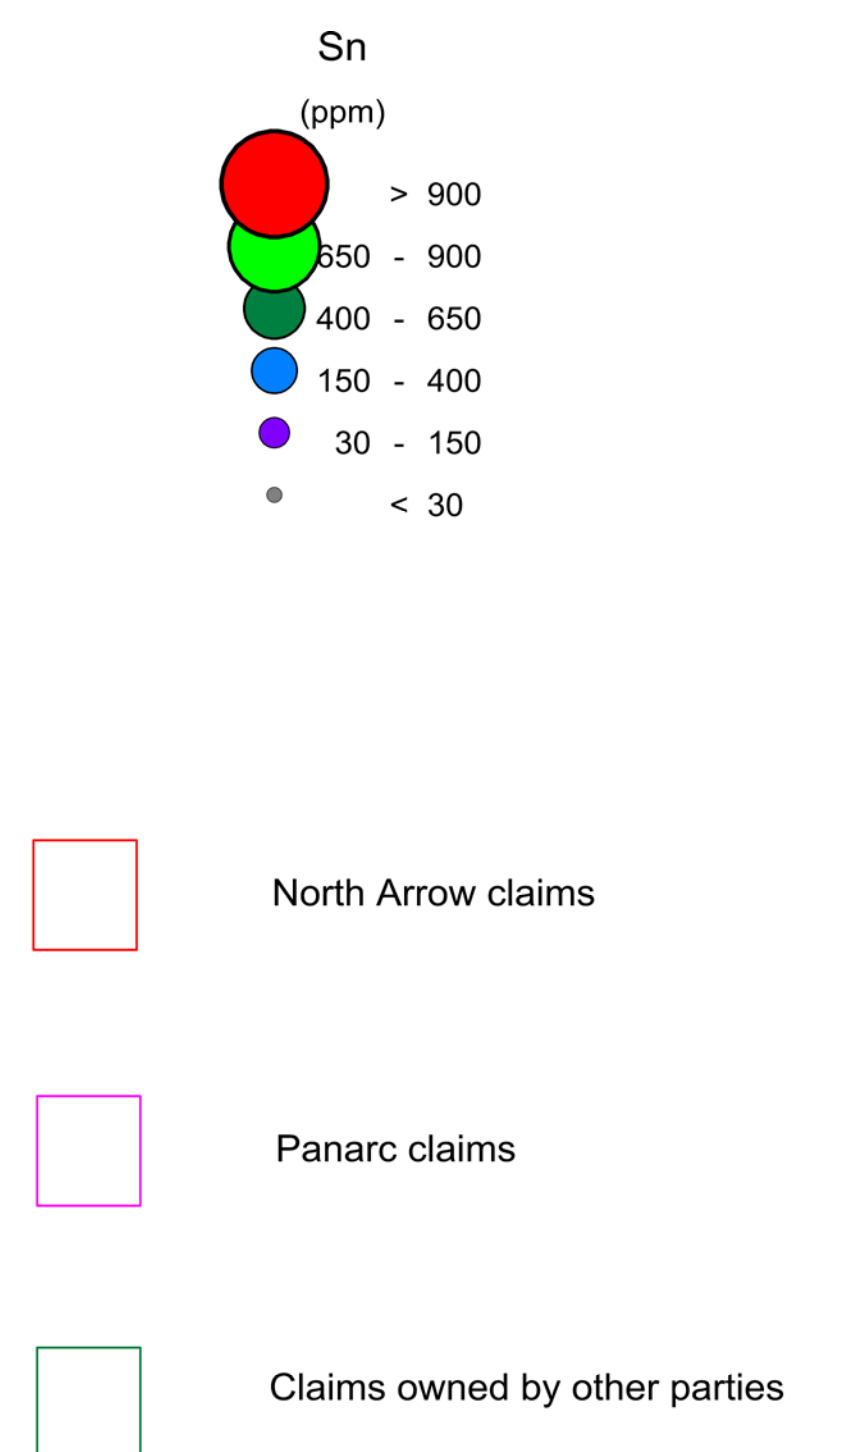 Sn
(ppm)
> 900
650 - 900
400 - 650
150 - 400
30 - 150
< 30
North Arrow claims
Panarc claims
Claims owned by other parties